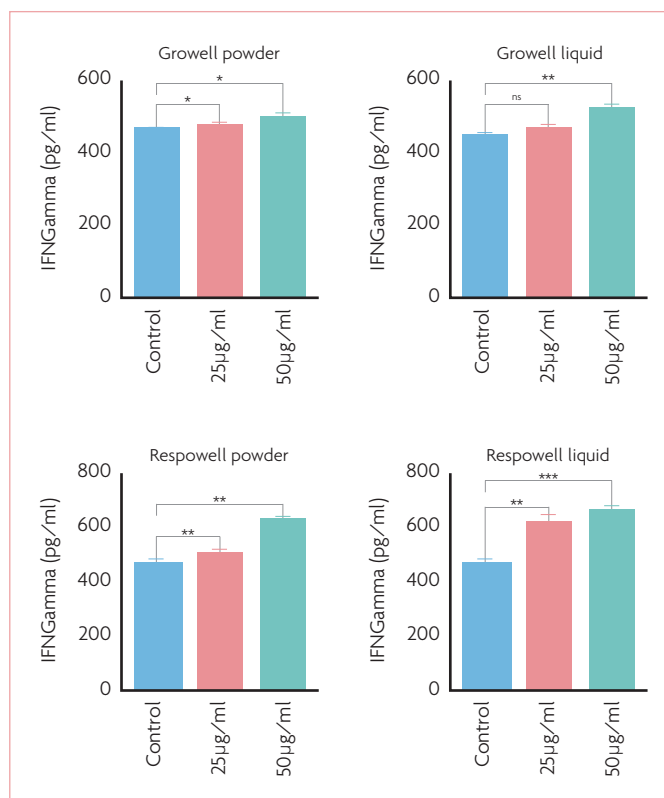 Growell powder
600
400
200
0
IFNGamma (pg/ml)
*
*
Control
25µg/ml
50µg/ml
Growell liquid
600
400
200
0
IFNGamma (pg/ml)
**
ns
Control
25µg/ml
50µg/ml
Respowell powder
800
600
400
200
0
IFNGamma (pg/ml)
**
**
Control
25µg/ml
50µg/ml
Respowell liquid
800
600
400
200
0
IFNGamma (pg/ml)
***
**
Control
25µg/ml
50µg/ml